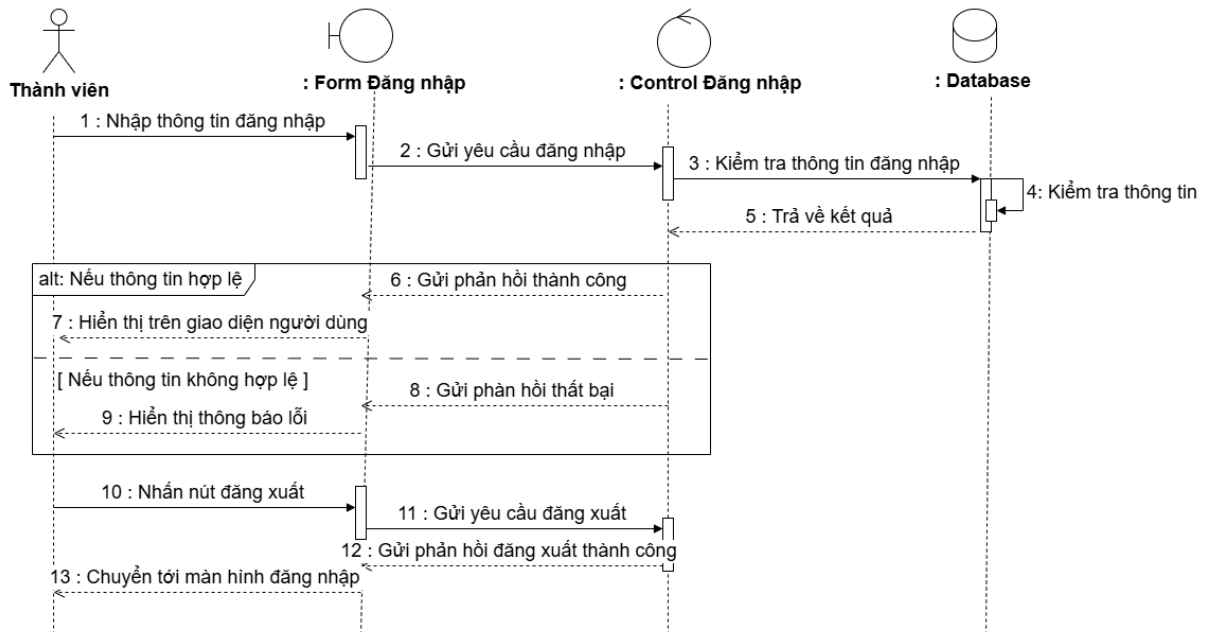 Thành viên
: Form Đăng nhập
: Control Đăng nhập
: Database
1 : Nhập thông tin đăng nhập
2 : Gửi yêu cầu đăng nhập
3 : Kiểm tra thông tin đăng nhập
4: Kiểm tra thông tin
5 : Trả về kết quả
alt: Nếu thông tin hợp lệ
6 : Gửi phản hồi thành công
7 : Hiển thị trên giao diện người dùng
[ Nếu thông tin không hợp lệ ]
8 : Gửi phàn hồi thất bại
9 : Hiển thị thông báo lỗi
10 : Nhấn nút đăng xuất
11 : Gửi yêu cầu đăng xuất
12 : Gửi phản hồi đăng xuất thành công
13 : Chuyển tới màn hình đăng nhập